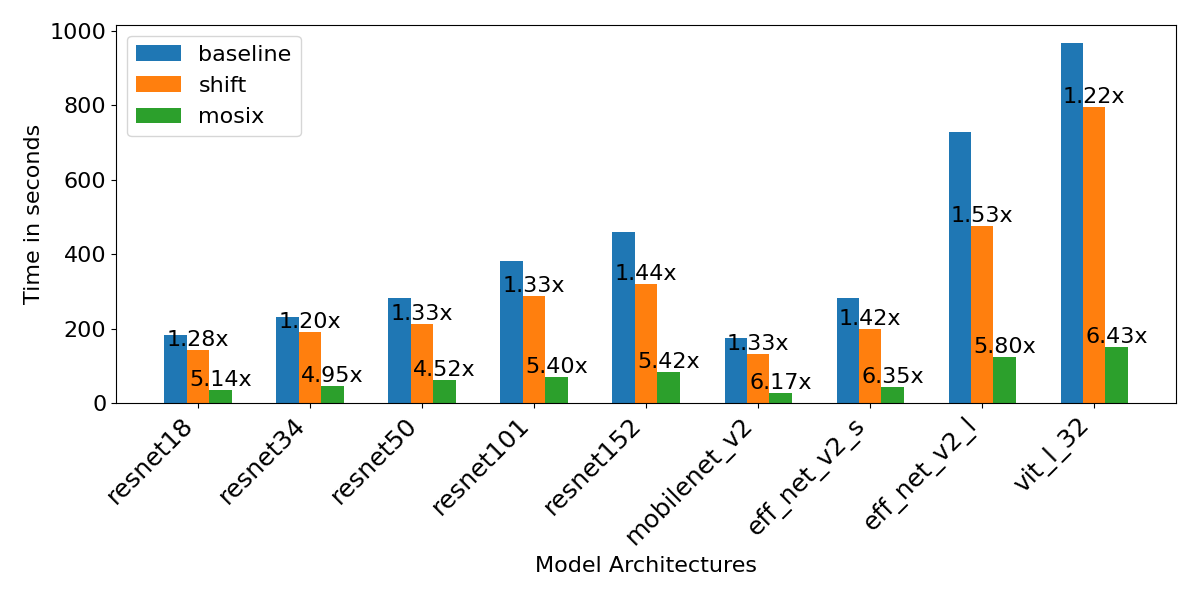 1000
800
600
400
200
0
Time in seconds
baseline
shift
mosix
1.28x
5.14x
1.20x
4.95x
1.33x
4.52x
1.33x
5.40x
1.44x
5.42x
1.33x
6.17x
1.42x
6.35x
1.53x
5.80x
1.22x
6.43x
resnet18
resnet34
resnet50
resnet101
resnet152
mobilenet_v2
eff_net_v2_s
eff_net_v2_l
vit_l_32
Model Architectures